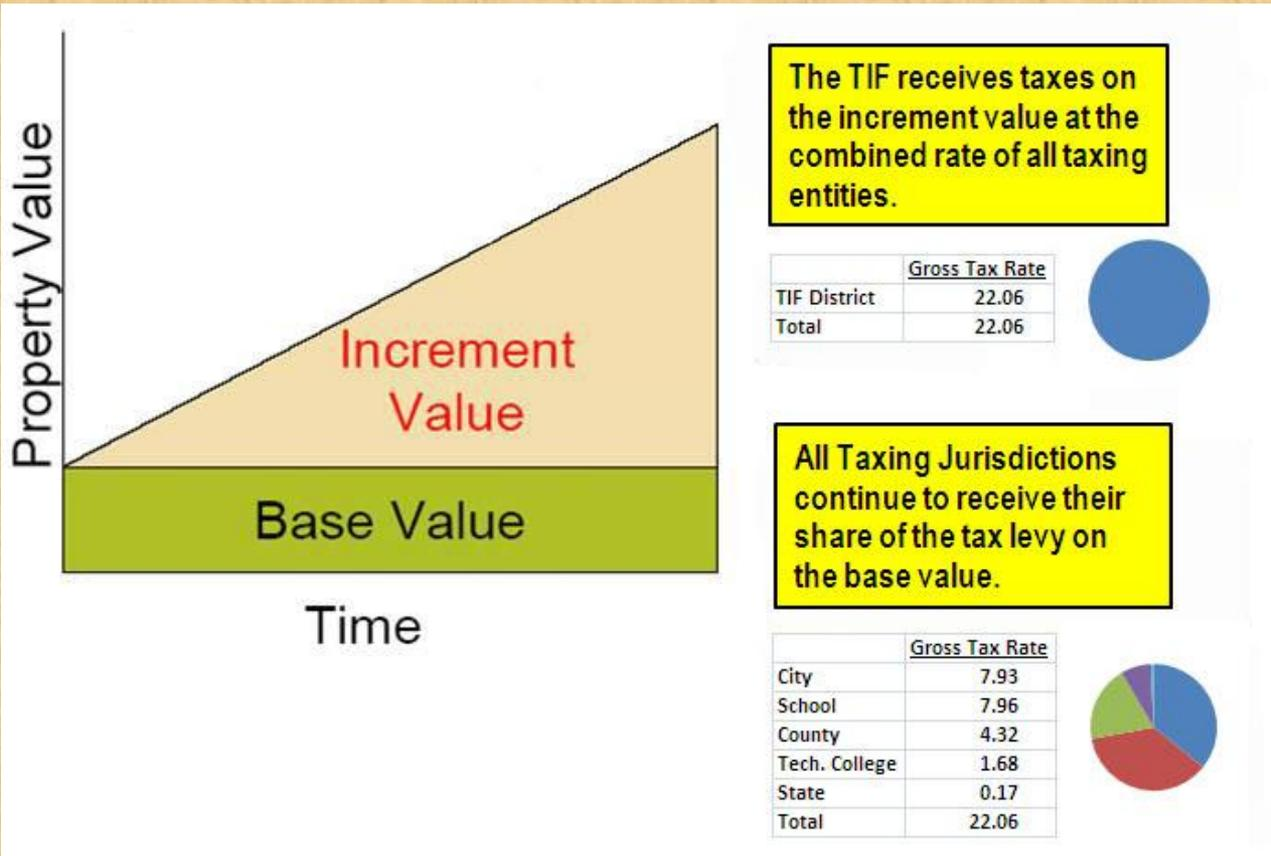 Property Value
Increment
Value
Base Value
Time
The TIF receives taxes on
the increment value at the
combined rate of all taxing
entities.
Gross Tax Rate
TIF District 22.06
Total 22.06
All Taxing Jurisdictions
continue to receive their
share of the tax levy on
the base value.
Gross Tax Rate
City 7.93
School 7.96
County 4.32
Tech. College 1.68
State 0.17
Total 22.06